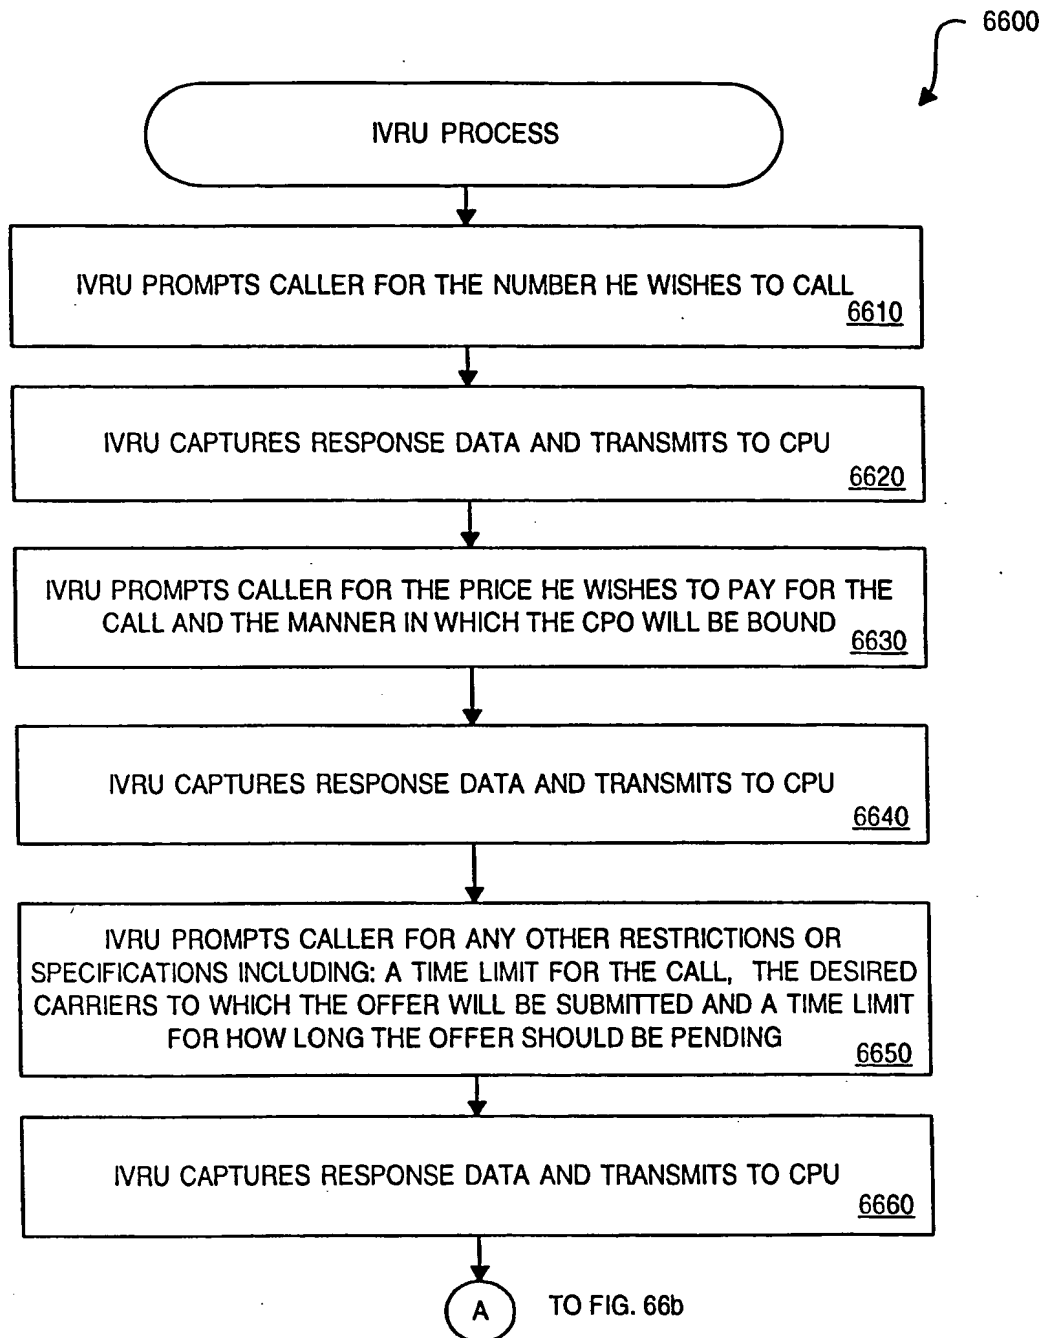 6600
IVRU PROCESS
IVRU PROMPTS CALLER FOR THE NUMBER HE WISHES TO CALL
6610
IVRU CAPTURES RESPONSE DATA AND TRANSMITS TO CPU
6620
IVRU PROMPTS CALLER FOR THE PRICE HE WISHES TO PAY FOR THE
CALL AND THE MANNER IN WHICH THE CPO WILL BE BOUND
6630
IVRU CAPTURES RESPONSE DATA AND TRANSMITS TO CPU
6640
IVRU PROMPTS CALLER FOR ANY OTHER RESTRICTIONS OR
SPECIFICATIONS INCLUDING: A TIME LIMIT FOR THE CALL, THE DESIRED
CARRIERS TO WHICH THE OFFER WILL BE SUBMITTED AND A TIME LIMIT
FOR HOW LONG THE OFFER SHOULD BE PENDING
6650
IVRU CAPTURES RESPONSE DATA AND TRANSMITS TO CPU
6660
A TO FIG. 66b